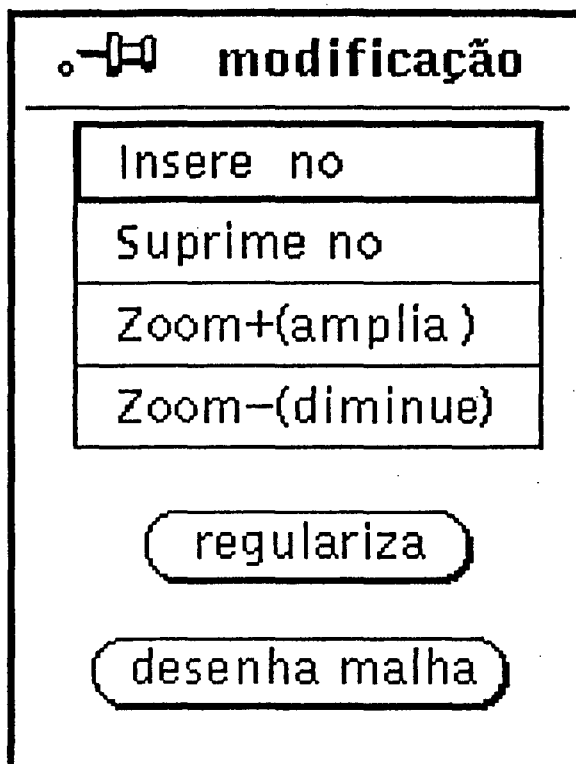 modificação
Insere no
Suprime no
Zoom+(amplia)
Zoom-(diminue)
regulariza
desenha malha